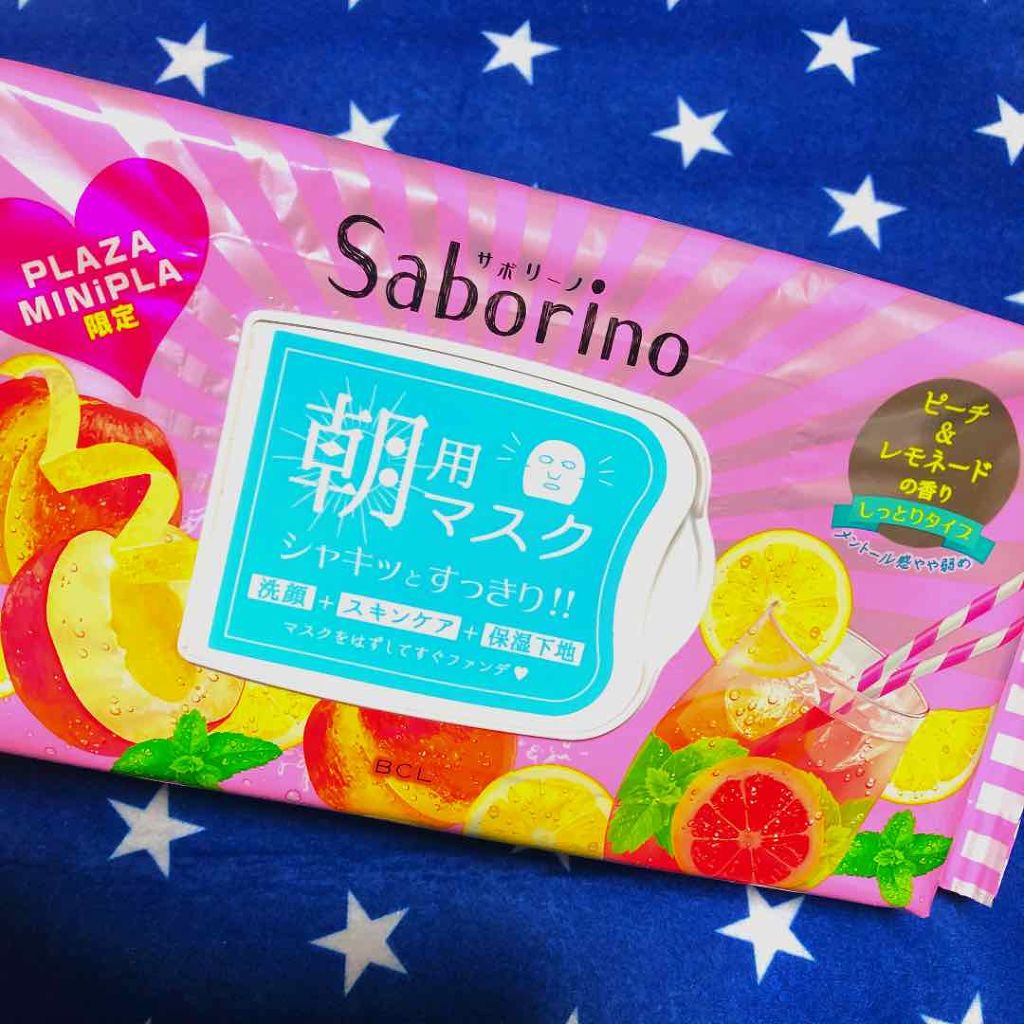 PLAZA
MINiPLA
限定
サボリーノ
Saborino
朝用
マスク
シャキッとすっきり!!
洗顔+スキンケア+保湿下地
マスクをはずしてすぐファンデ♥
ピーチ
&
レモネード
の香り
しっとりタイプ
メントール感やや弱め
BCL